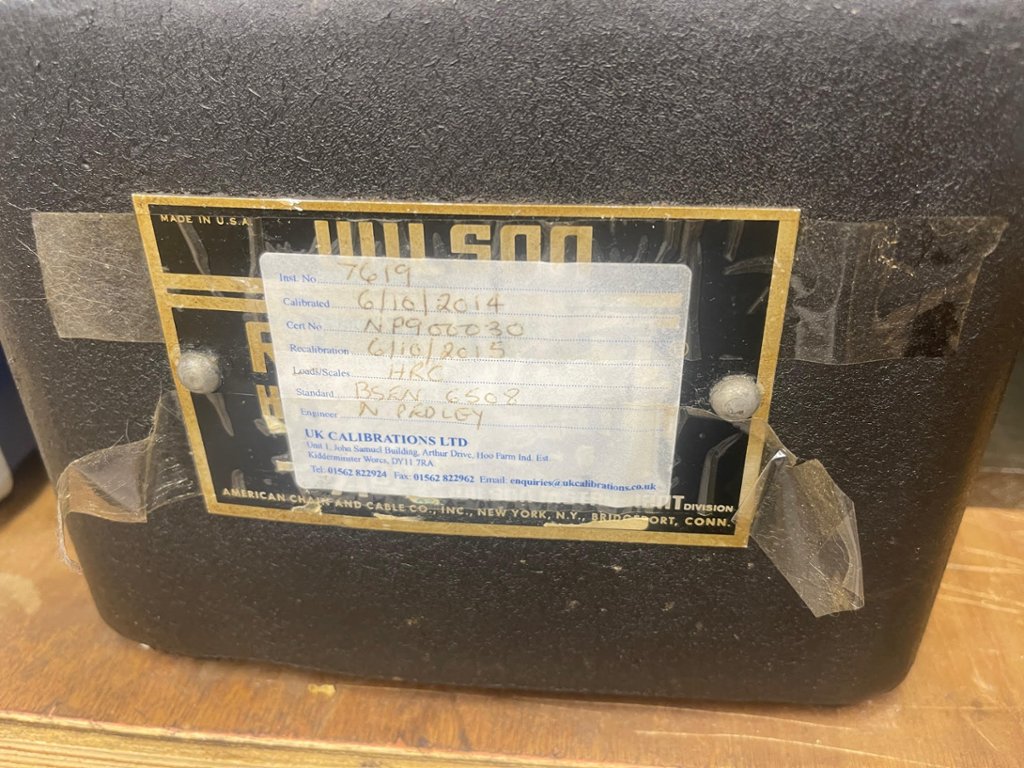 MADE IN U.S.A.
WILSON
Inst. No. 7619
Calibrated 6/10/2014
Cert No. NP900030
Recalibration 6/10/2015
Loads/Scales HRC
Standard BSEN 6508
Engineer N PEDLEY
UK CALIBRATIONS LTD
Unit 1, John Samuel Building, Arthur Drive, Hoo Farm Ind. Est.
Kidderminster Worcs, DY11 7RA.
Tel: 01562 822924 Fax: 01562 822962 Email: enquiries@ukcalibrations.co.uk
DIVISION
AMERICAN CHAIN AND CABLE CO., INC., NEW YORK, N.Y., BRIDGEPORT, CONN.